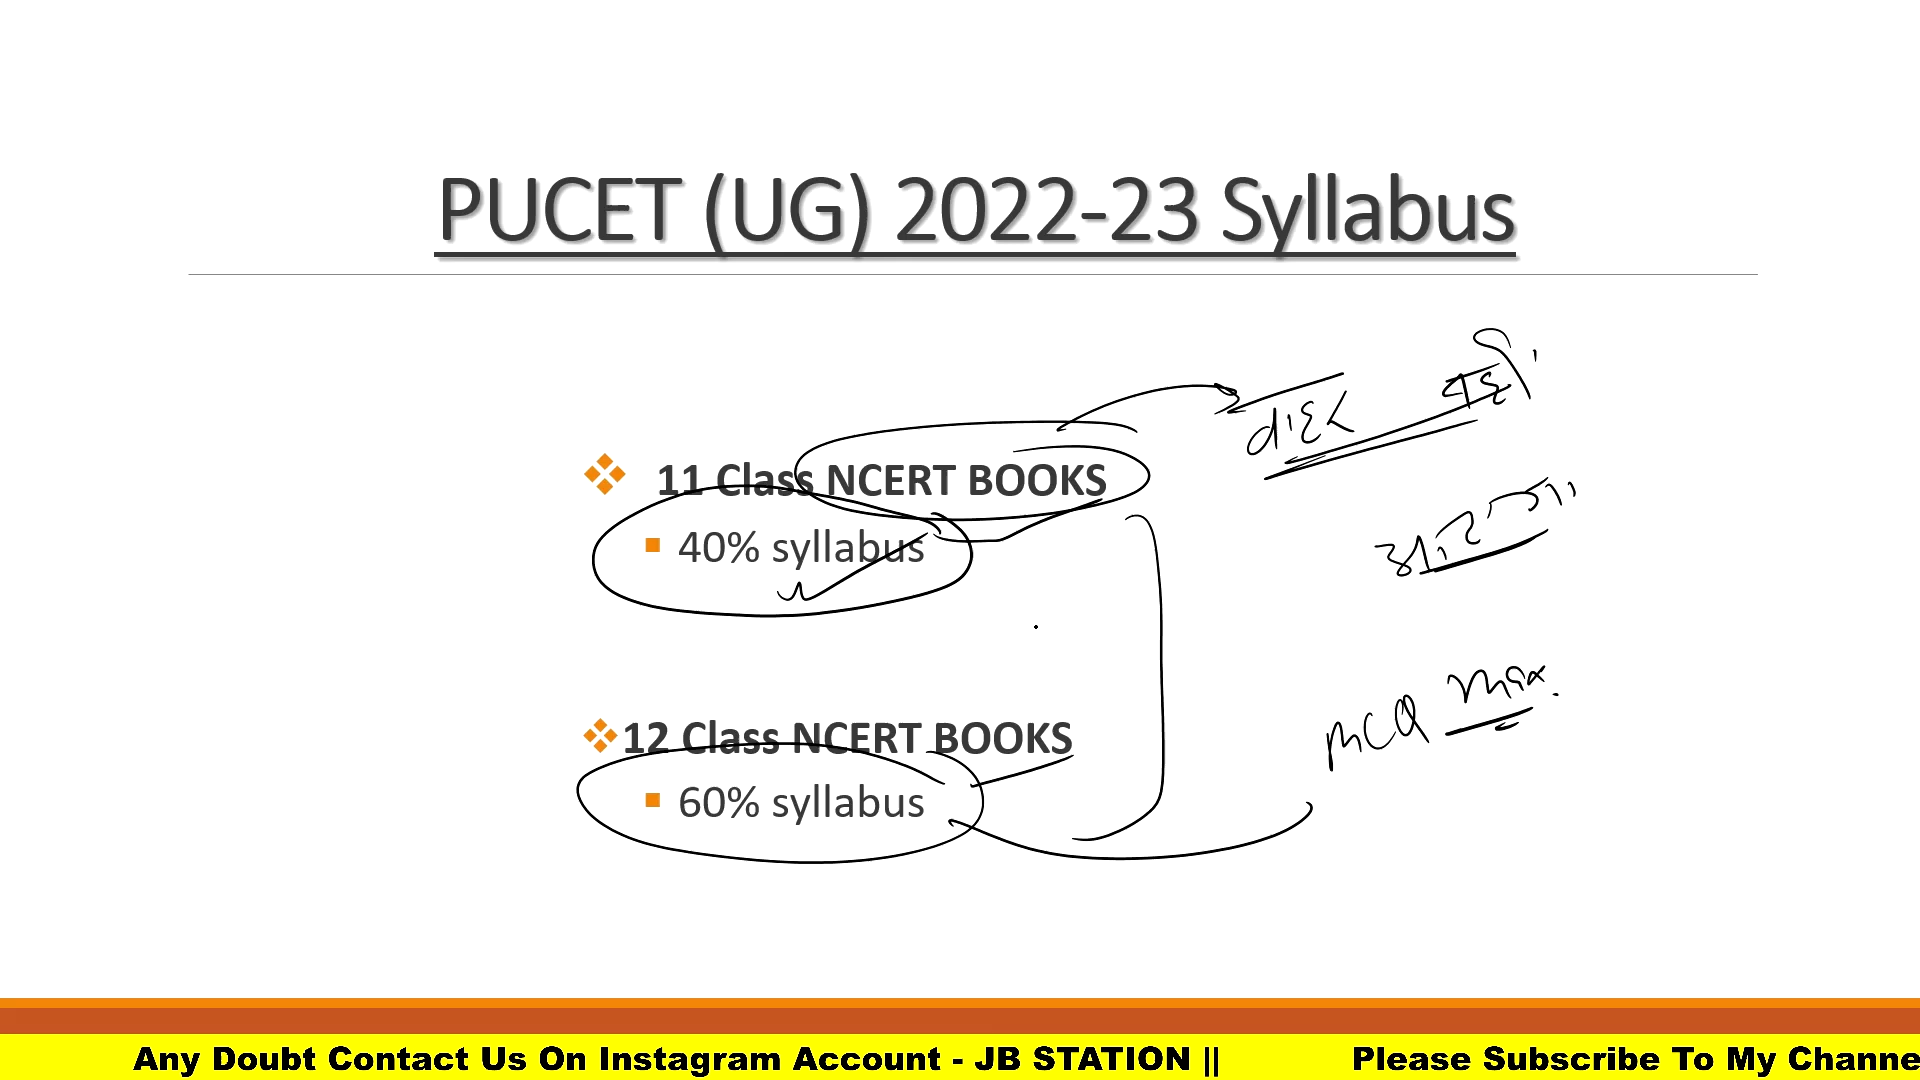 PUCET (UG) 2022-23 Syllabus
11 Class NCERT BOOKS
40% syllabus
12 Class NCERT BOOKS
60% syllabus
MCQ Max.
Any Doubt Contact Us On Instagram Account - JB STATION || Please Subscribe To My Channe